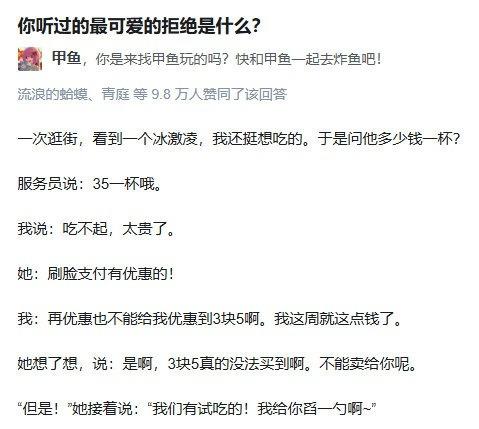 你听过的最可爱的拒绝是什么？
甲鱼，你是来找甲鱼玩的吗？快和甲鱼一起去炸鱼吧！
流浪的蛤蟆、青庭 等 9.8 万人赞同了该回答
一次逛街，看到一个冰激凌，我还挺想吃的。于是问他多少钱一杯？
服务员说：35一杯哦。
我说：吃不起，太贵了。
她：刷脸支付有优惠的！
我：再优惠也不能给我优惠到3块5啊。我这周就这点钱了。
她想了想，说：是啊，3块5真的没法买到啊。不能卖给你呢。
“但是！”她接着说：“我们有试吃的！我给你舀一勺啊~”